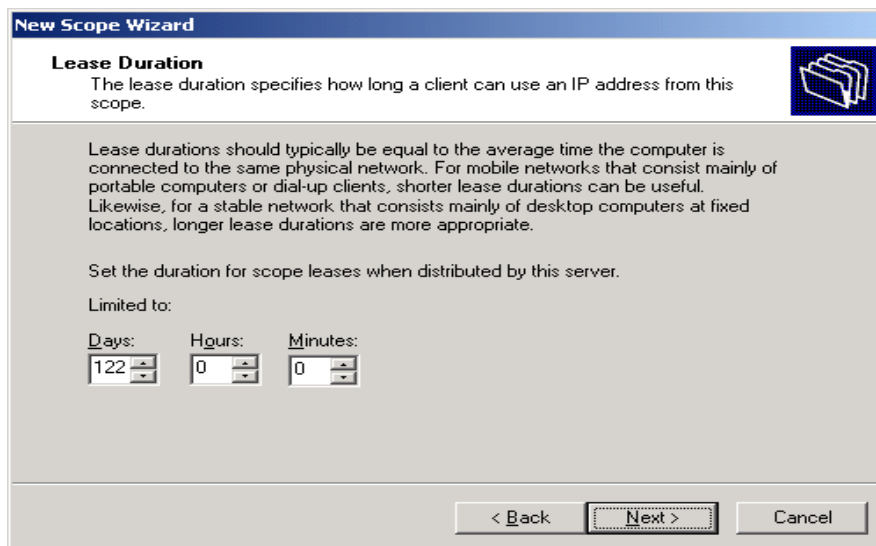 New Scope Wizard
Lease Duration
The lease duration specifies how long a client can use an IP address from this
scope.
Lease durations should typically be equal to the average time the computer is
connected to the same physical network. For mobile networks that consist mainly of
portable computers or dial-up clients, shorter lease durations can be useful.
Likewise, for a stable network that consists mainly of desktop computers at fixed
locations, longer lease durations are more appropriate.
Set the duration for scope leases when distributed by this server.
Limited to:
Days: Hours: Minutes:
122 0 0
< Back Next > Cancel